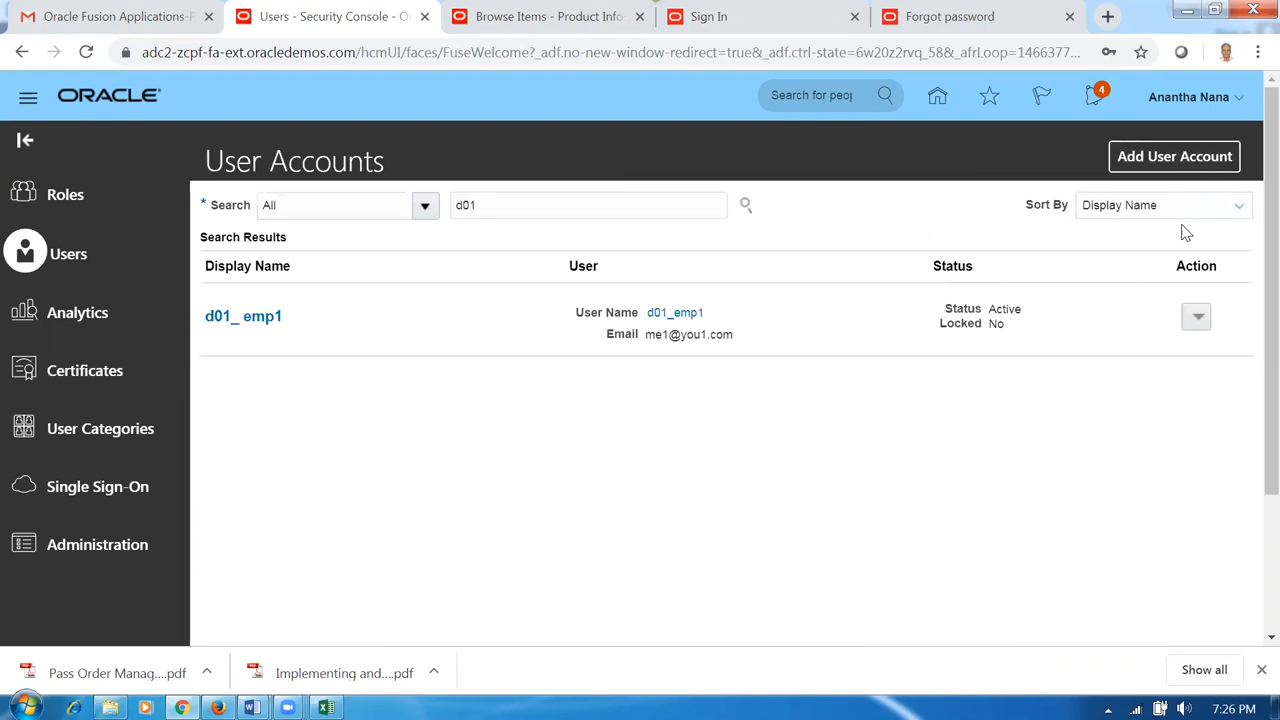 Oracle Fusion Applications
Users - Security Console - O
Browse Items - Product Info
Sign In
Forgot password
adc2-zcpf-fa-ext.oracledemos.com/hcmUI/faces/FuseWelcome?_adf.no-new-window-redirect=true&_adf.ctrl-state=6w20z2rvq_58&_afrLoop=1466377...
ORACLE
Search for peop
4
Anantha Nana
User Accounts
Add User Account
Roles
Users
Analytics
Certificates
User Categories
Single Sign-On
Administration
* Search All d01
Sort By Display Name
Search Results
Display Name User Status Action
d01_ emp1
User Name d01_emp1
Email me1@you1.com
Status Active
Locked No
Pass Order Manag....pdf
Implementing and....pdf
Show all
7:26 PM